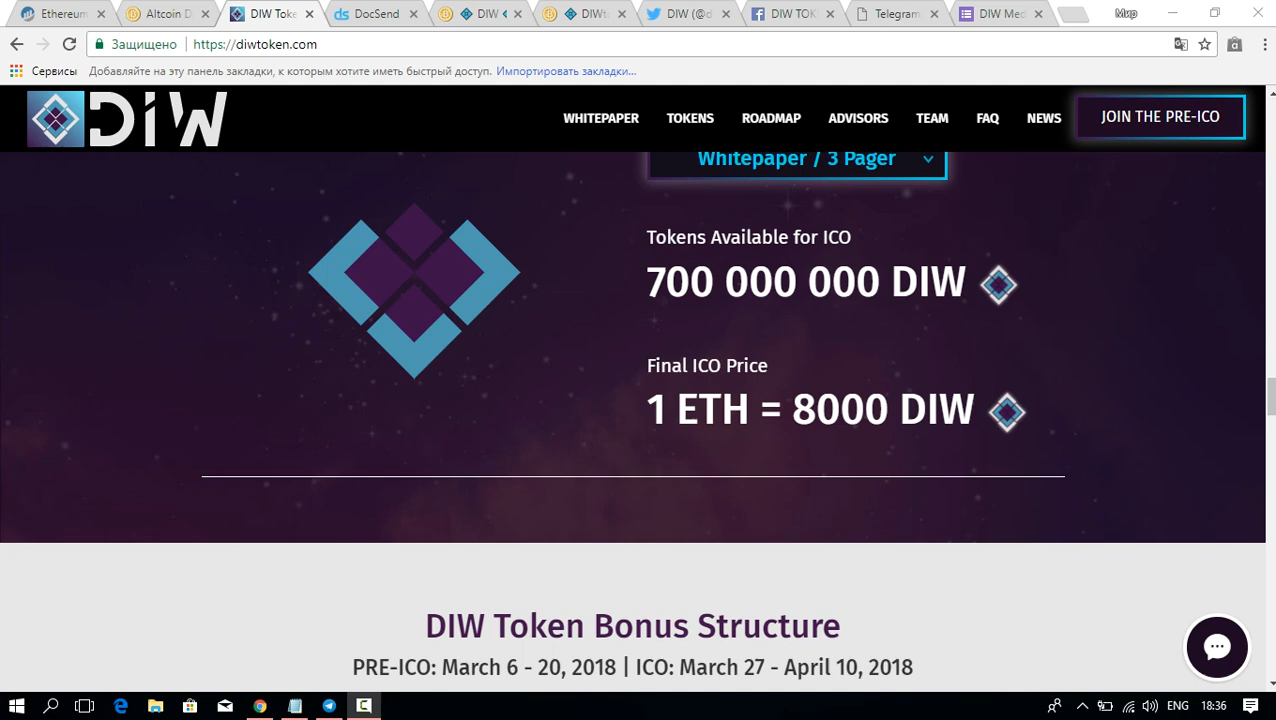 Ethereum
Altcoin D
DIW Toke
DocSend
DIW
DIWt
DIW (@d
DIW TOK
Telegram
DIW Med
Мир
Защищено
https://diwtoken.com
Сервисы
Добавляйте на эту панель закладки, к которым хотите иметь быстрый доступ. Импортировать закладки...
DiW
WHITEPAPER TOKENS ROADMAP ADVISORS TEAM FAQ NEWS JOIN THE PRE-ICO
Whitepaper / 3 Pager
Tokens Available for ICO
700 000 000 DIW
Final ICO Price
1 ETH = 8000 DIW
DIW Token Bonus Structure
PRE-ICO: March 6 - 20, 2018 | ICO: March 27 - April 10, 2018
ENG 18:36